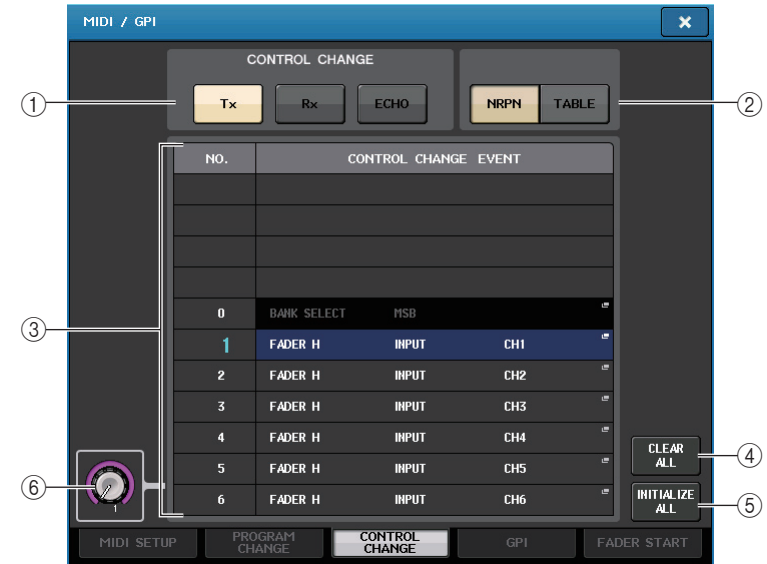 MIDI / GPI
CONTROL CHANGE
Tx Rx ECHO NRPN TABLE
1 2
NO. CONTROL CHANGE EVENT
0 BANK SELECT MSB
3
1 FADER H INPUT CH1
2 FADER H INPUT CH2
3 FADER H INPUT CH3
4 FADER H INPUT CH4
CLEAR ALL 4
5 FADER H INPUT CH5
6 1
6 FADER H INPUT CH6
INITIALIZE ALL 5
MIDI SETUP PROGRAM CHANGE CONTROL CHANGE GPI FADER START